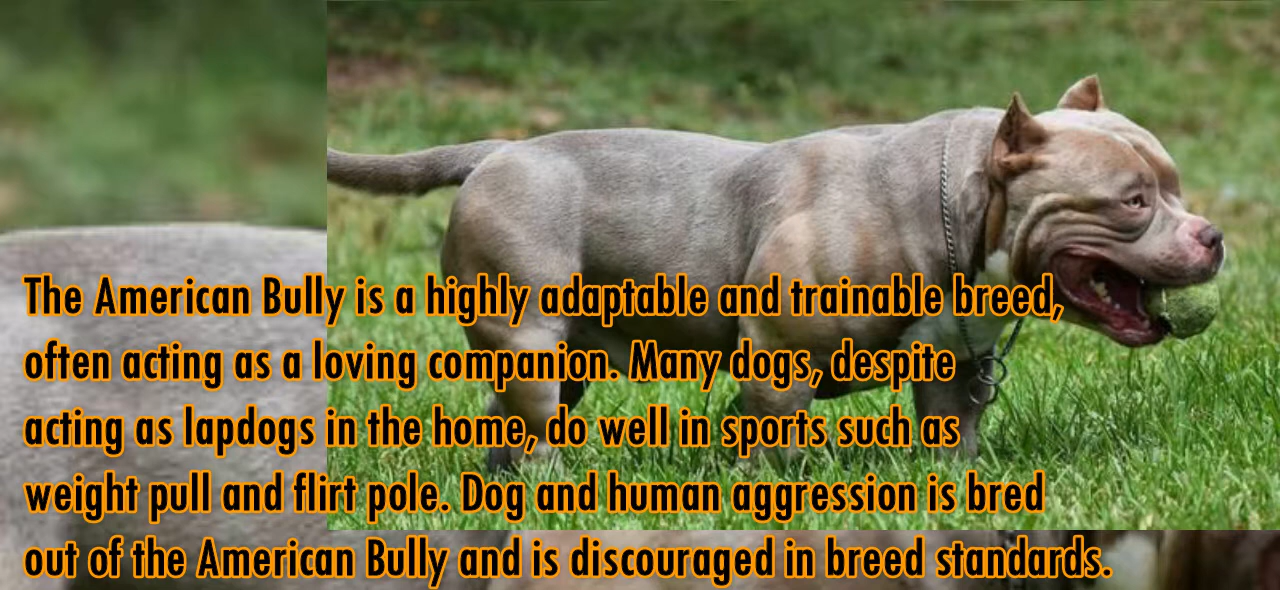 The American Bully is a highly adaptable and trainable breed,
often acting as a loving companion. Many dogs, despite
acting as lapdogs in the home, do well in sports such as
weight pull and flirt pole. Dog and human aggression is bred
out of the American Bully and is discouraged in breed standards.